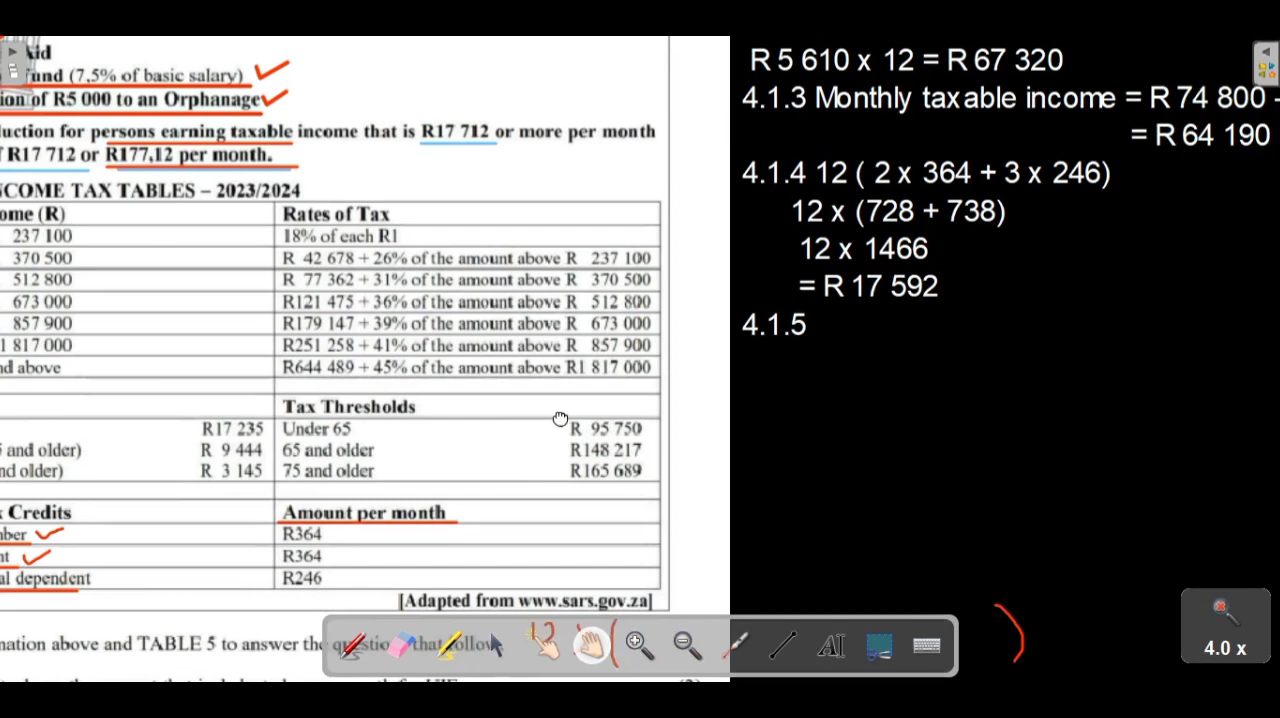 Aid
Fund (7,5% of basic salary)
ion of R5 000 to an Orphanage
luction for persons earning taxable income that is R17 712 or more per month
f R17 712 or R177,12 per month.
NCOME TAX TABLES – 2023/2024
ome (R) Rates of Tax
237 100 18% of each R1
370 500 R 42 678 + 26% of the amount above R 237 100
512 800 R 77 362 + 31% of the amount above R 370 500
673 000 R121 475 + 36% of the amount above R 512 800
857 900 R179 147 + 39% of the amount above R 673 000
1 817 000 R251 258 + 41% of the amount above R 857 900
nd above R644 489 + 45% of the amount above R1 817 000
Tax Thresholds
R17 235 Under 65 R 95 750
and older) R 9 444 65 and older R148 217
nd older) R 3 145 75 and older R165 689
x Credits Amount per month
nber R364
nt R364
al dependent R246
[Adapted from www.sars.gov.za]
nation above and TABLE 5 to answer the questions that follow
R 5 610 x 12 = R 67 320
4.1.3 Monthly taxable income = R 74 800 -
= R 64 190
4.1.4 12 ( 2 x 364 + 3 x 246)
12 x (728 + 738)
12 x 1466
= R 17 592
4.1.5
12
AI
4.0 x